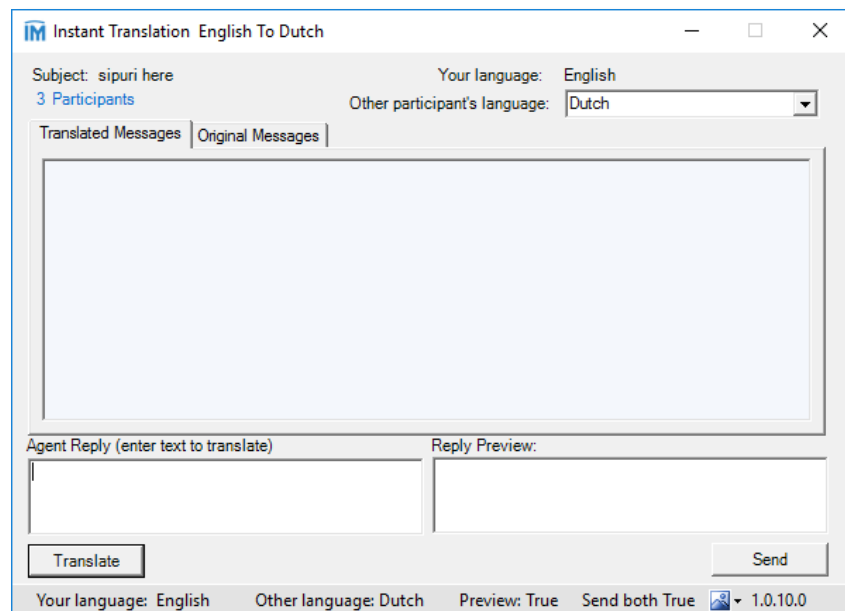 IM Instant Translation English To Dutch
Subject: sipuri here Your language: English
3 Participants Other participant's language: Dutch
Translated Messages Original Messages
Agent Reply (enter text to translate) Reply Preview:
Translate Send
Your language: English Other language: Dutch Preview: True Send both True 1.0.10.0